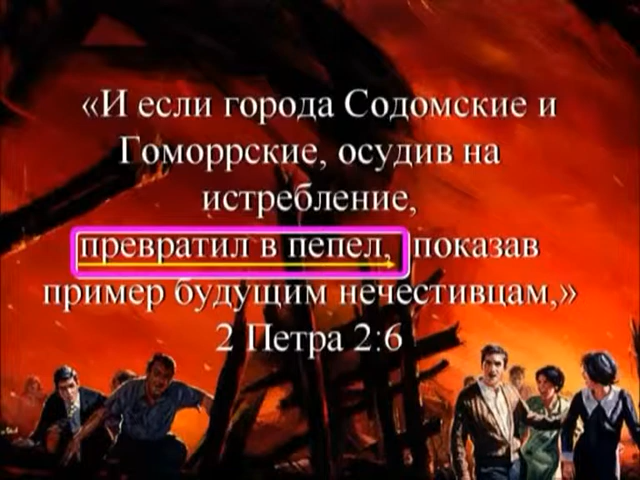 «И если города Содомские и
Гоморрские, осудив на
истребление,
превратил в пепел, показав
пример будущим нечестивцам,»
2 Петра 2:6